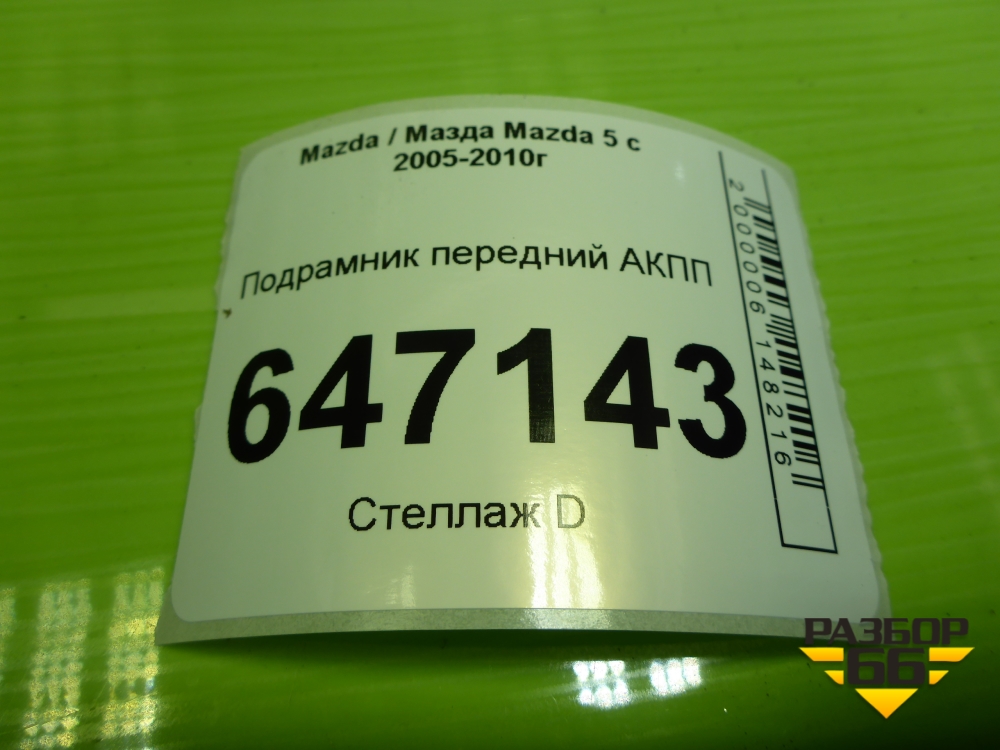 Mazda / Мазда Mazda 5 с
2005-2010г
Подрамник передний АКПП
647143
Стеллаж D
2000006148216
РАЗБОР
66